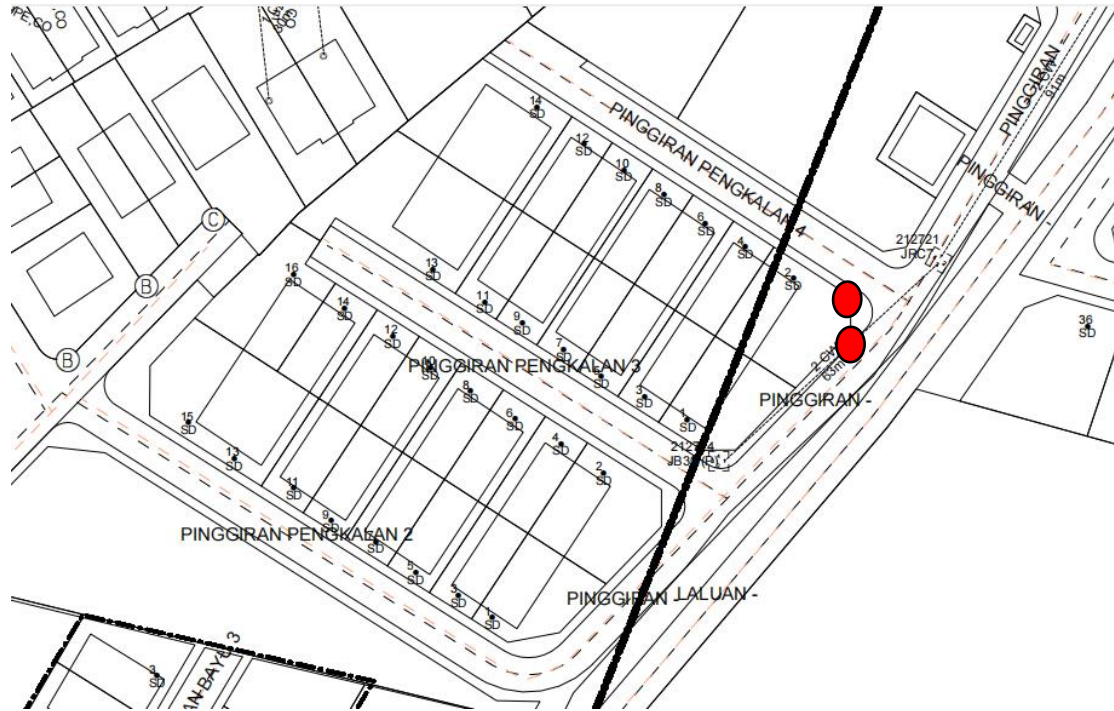 14
SD
12
SD
10
SD
8
SD
6
SD
4
SD
2
SD
PINGGIRAN PENGKALAN 4
PINGGIRAN -
91m
PINGGIRAN -
212721
JRC7
36
SD
13
SD
11
SD
9
SD
7
SD
SD
3
SD
1
SD
PINGGIRAN PENGKALAN 3
63m
PINGGIRAN -
C
B
B
16
SD
14
SD
12
SD
10
SD
8
SD
6
SD
4
SD
2
SD
15
SD
13
SD
11
SD
9
SD
SD
5
SD
3
SD
1
SD
PINGGIRAN PENGKALAN 2
PINGGIRAN -
LALUAN -
3
SD